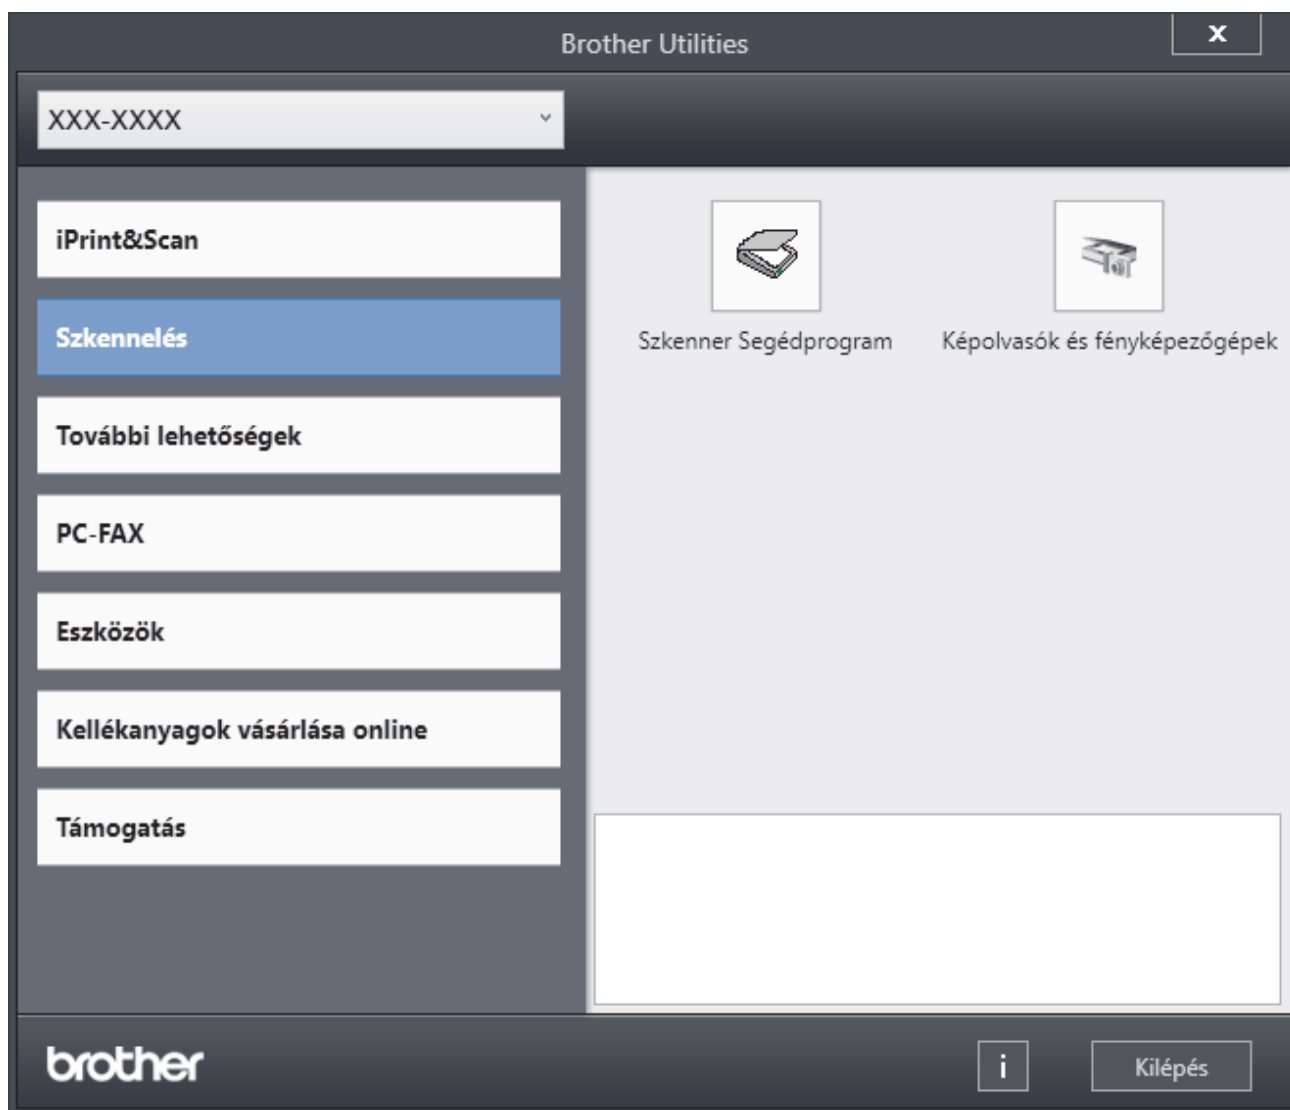 Brother Utilities
X
XXX-XXXX
iPrint&Scan
Szkennelés
További lehetőségek
PC-FAX
Eszközök
Kellékanyagok vásárlása online
Támogatás
Szkenner Segédprogram
Képolvasók és fényképezőgépek
brother
i
Kilépés